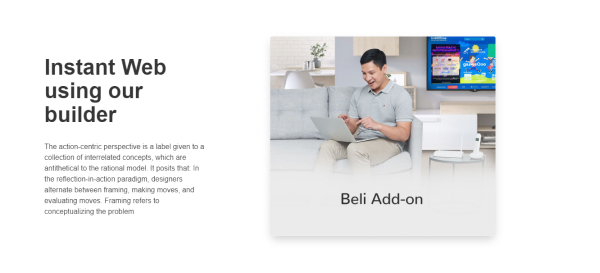 Instant Web
using our
builder
The action-centric perspective is a label given to a
collection of interrelated concepts, which are
antithetical to the rational model. It posits that: In
the reflection-in-action paradigm, designers
alternate between framing, making moves, and
evaluating moves. Framing refers to
conceptualizing the problem
Beli Add-on